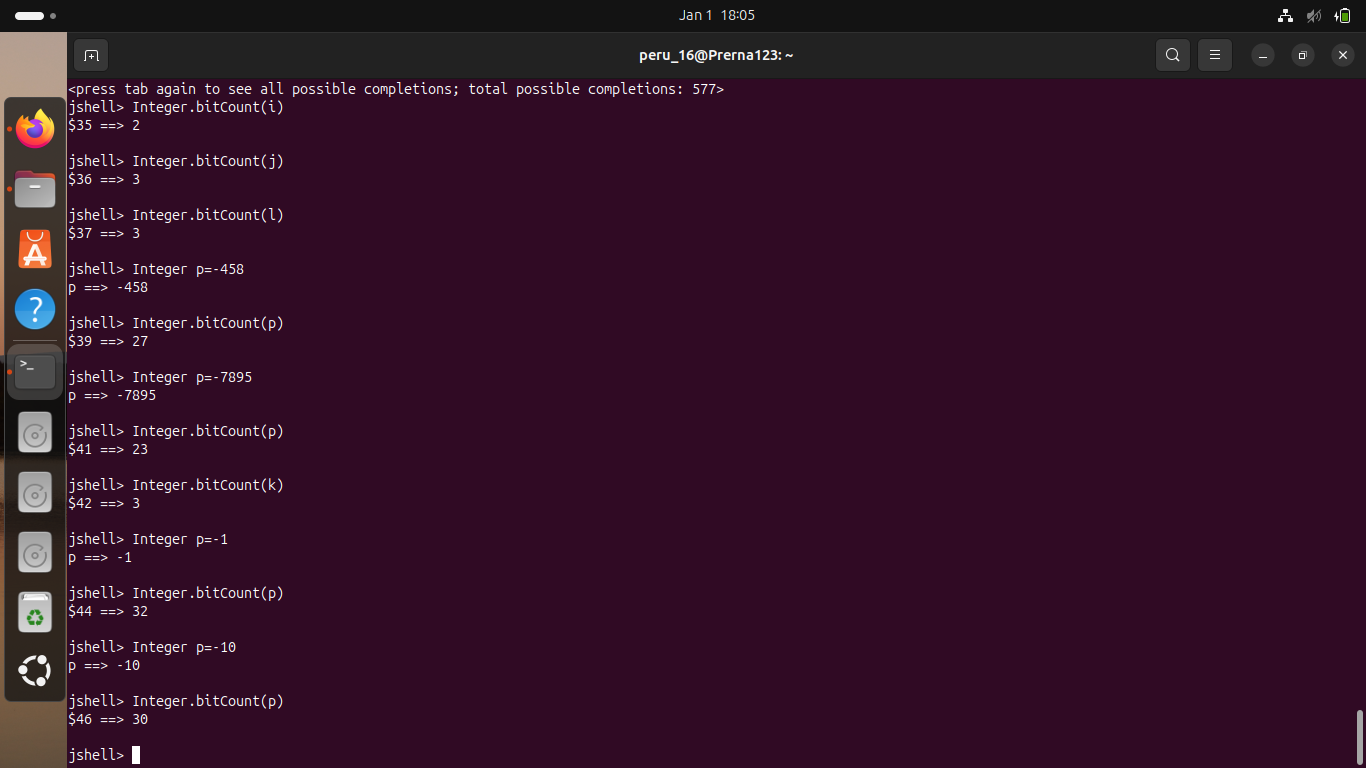 Jan 1 18:05
peru_16@Prerna123: ~
<press tab again to see all possible completions; total possible completions: 577>
jshell> Integer.bitCount(i)
$35 ==> 2
jshell> Integer.bitCount(j)
$36 ==> 3
jshell> Integer.bitCount(l)
$37 ==> 3
jshell> Integer p=-458
p ==> -458
jshell> Integer.bitCount(p)
$39 ==> 27
jshell> Integer p=-7895
p ==> -7895
jshell> Integer.bitCount(p)
$41 ==> 23
jshell> Integer.bitCount(k)
$42 ==> 3
jshell> Integer p=-1
p ==> -1
jshell> Integer.bitCount(p)
$44 ==> 32
jshell> Integer p=-10
p ==> -10
jshell> Integer.bitCount(p)
$46 ==> 30
jshell>